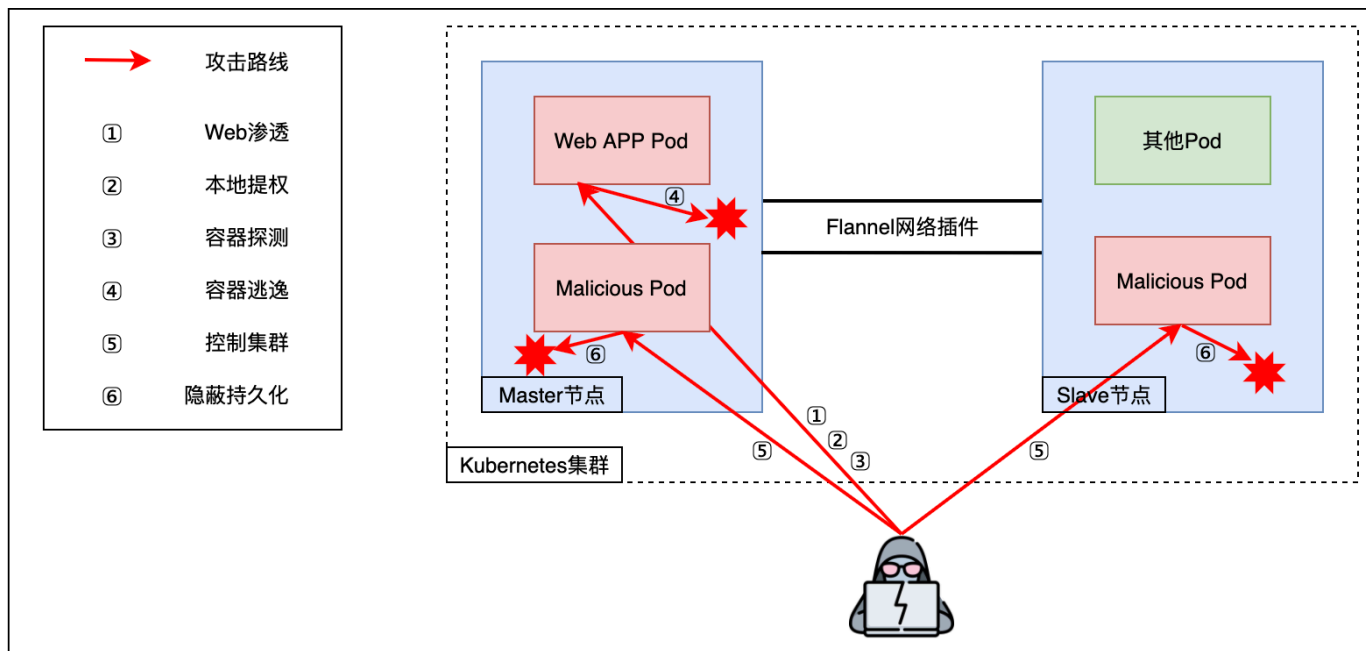 攻击路线
① Web渗透
② 本地提权
③ 容器探测
④ 容器逃逸
⑤ 控制集群
⑥ 隐蔽持久化
Web APP Pod
④
Malicious Pod
⑥
Master节点
Flannel网络插件
其他Pod
Malicious Pod
⑥
Slave节点
①
②
③
⑤
⑤
Kubernetes集群